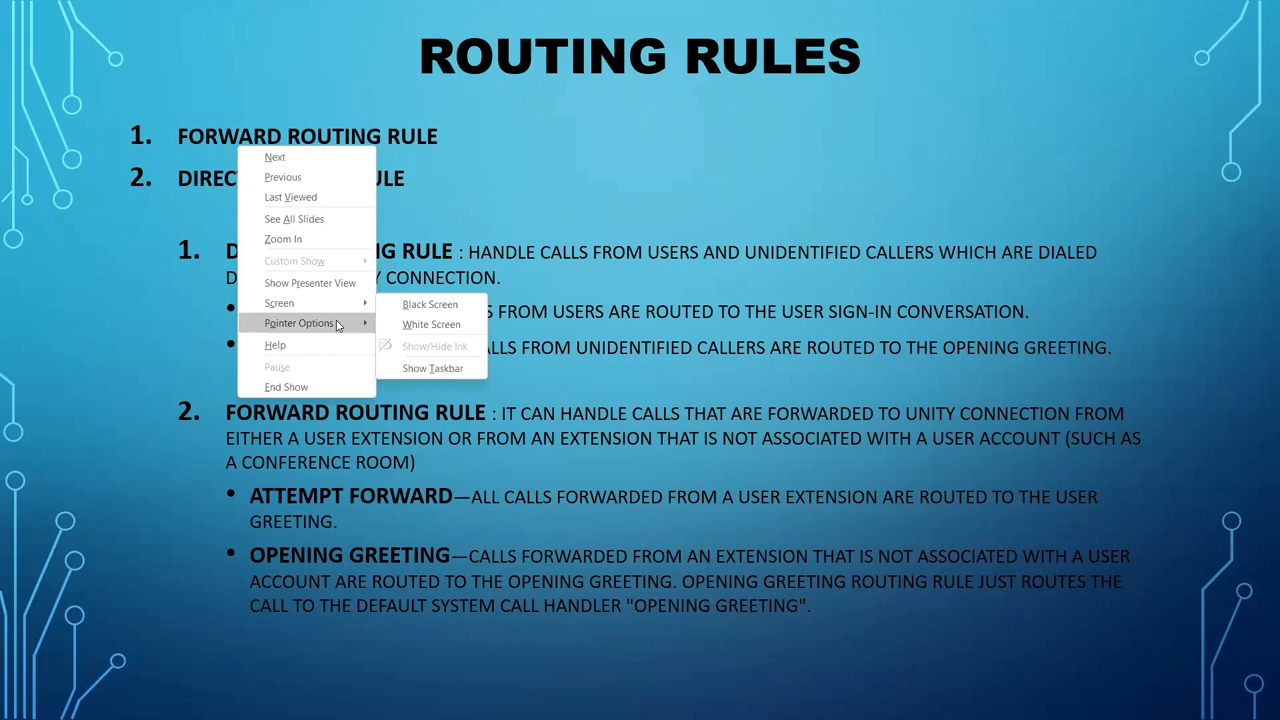 ROUTING RULES
1. FORWARD ROUTING RULE
2. DIREC ULE
1. D NG RULE : HANDLE CALLS FROM USERS AND UNIDENTIFIED CALLERS WHICH ARE DIALED
D Y CONNECTION.
• S FROM USERS ARE ROUTED TO THE USER SIGN-IN CONVERSATION.
• ALLS FROM UNIDENTIFIED CALLERS ARE ROUTED TO THE OPENING GREETING.
2. FORWARD ROUTING RULE : IT CAN HANDLE CALLS THAT ARE FORWARDED TO UNITY CONNECTION FROM
EITHER A USER EXTENSION OR FROM AN EXTENSION THAT IS NOT ASSOCIATED WITH A USER ACCOUNT (SUCH AS
A CONFERENCE ROOM)
• ATTEMPT FORWARD—ALL CALLS FORWARDED FROM A USER EXTENSION ARE ROUTED TO THE USER
GREETING.
• OPENING GREETING—CALLS FORWARDED FROM AN EXTENSION THAT IS NOT ASSOCIATED WITH A USER
ACCOUNT ARE ROUTED TO THE OPENING GREETING. OPENING GREETING ROUTING RULE JUST ROUTES THE
CALL TO THE DEFAULT SYSTEM CALL HANDLER "OPENING GREETING".
Next
Previous
Last Viewed
See All Slides
Zoom In
Custom Show
Show Presenter View
Screen
Pointer Options
Help
Pause
End Show
Black Screen
White Screen
Show/Hide Ink
Show Taskbar